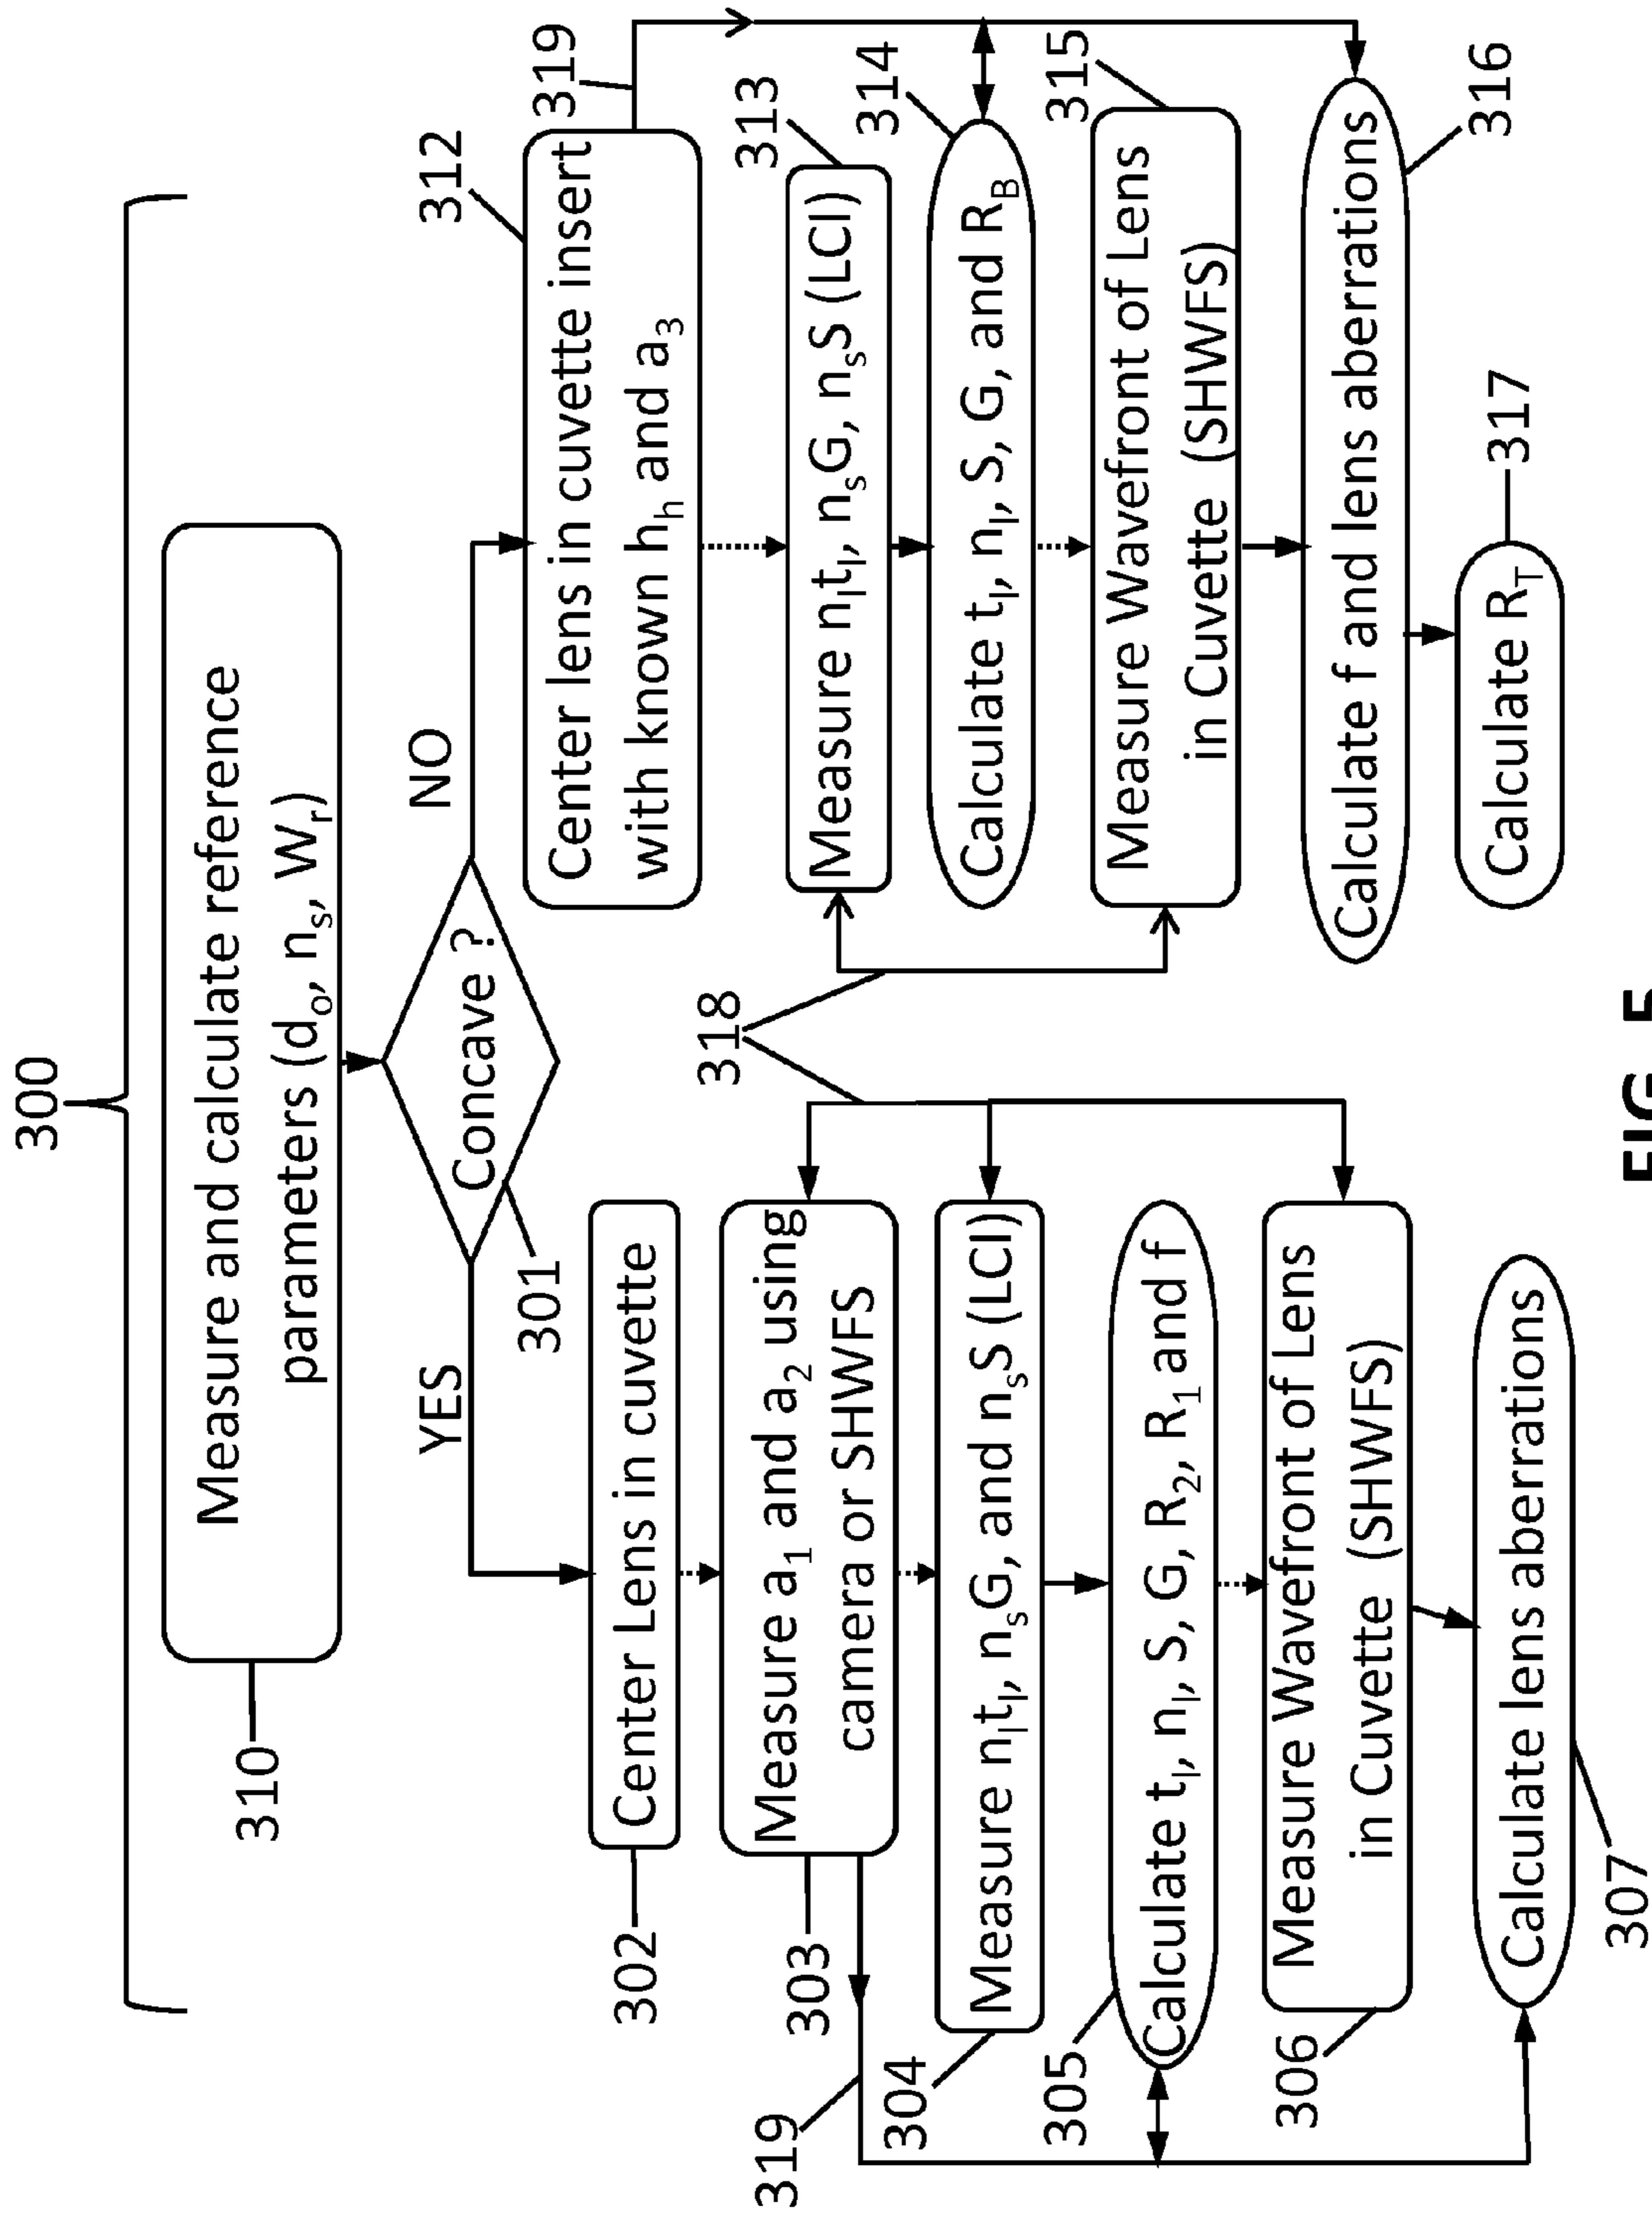 300
310
Measure and calculate reference
parameters (dₒ, nₛ, Wᵣ)
Concave ?
301
YES
NO
302
Center Lens in cuvette
303
Measure a₁ and a₂ using
camera or SHWFS
319
304
Measure nₗtₗ, nₛG, and nₛS (LCI)
305
Calculate tₗ, nₗ, S, G, R₂, R₁ and f
306
Measure Wavefront of Lens
in Cuvette (SHWFS)
307
Calculate lens aberrations
318
312
319
Center lens in cuvette insert
with known hₕ and a₃
313
Measure nₗtₗ, nₛG, nₛS (LCI)
314
Calculate tₗ, nₗ, S, G, and R_B
315
Measure Wavefront of Lens
in Cuvette (SHWFS)
316
Calculate f and lens aberrations
317
Calculate R_T
FIG. 5